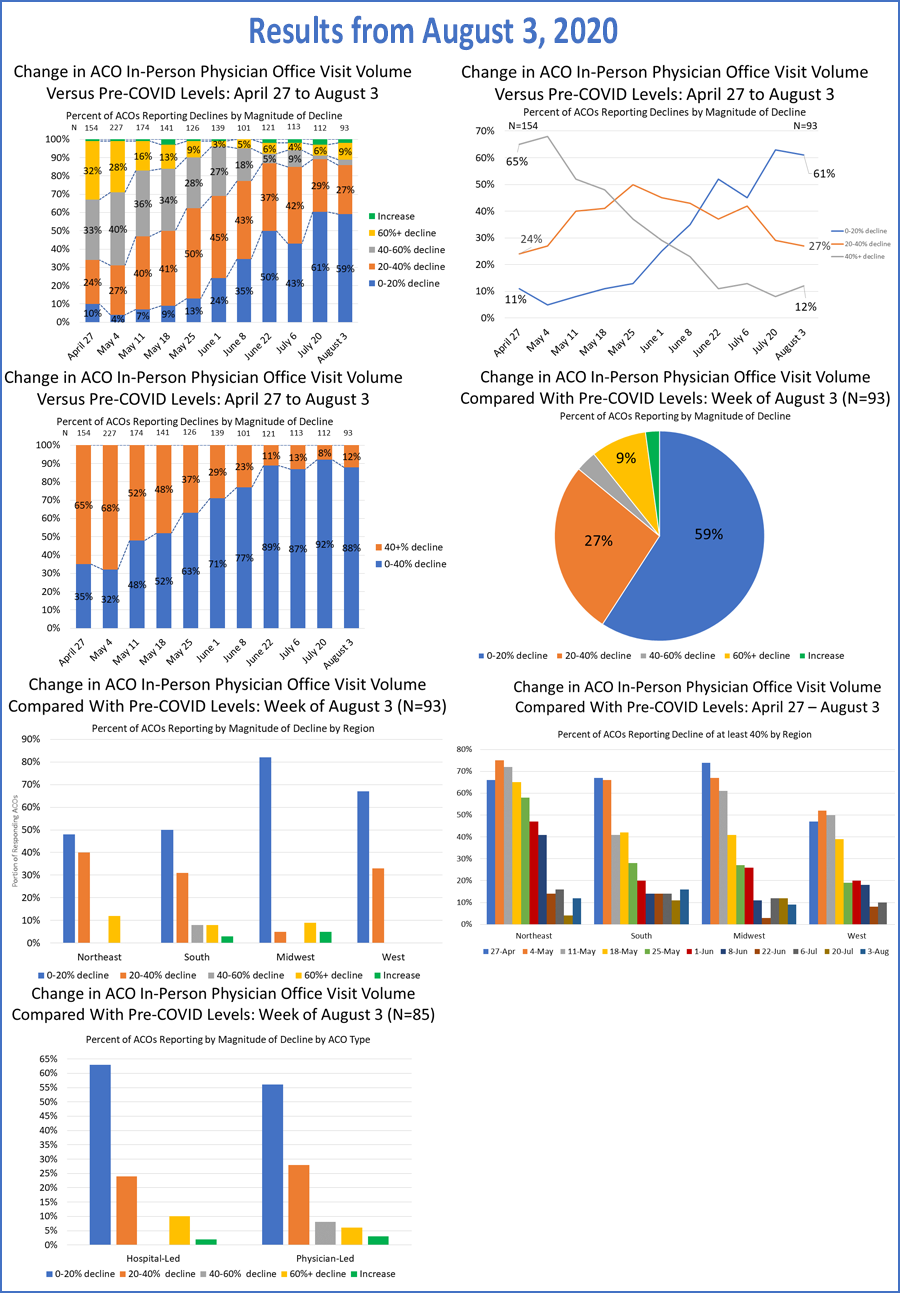 Results from August 3, 2020
Change in ACO In-Person Physician Office Visit Volume
Versus Pre-COVID Levels: April 27 to August 3
Percent of ACOs Reporting Declines by Magnitude of Decline
N 154 227 174 141 126 139 101 121 113 112 93
100%
90%
80%
70%
60%
50%
40%
30%
20%
10%
0%
32% 28% 16% 13% 9% 3% 5% 6% 4% 6% 9%
33% 40% 36% 34% 28% 27% 18% 5% 9%
24% 27% 40% 41% 50% 45% 43% 37% 42% 29% 27%
10% 4% 7% 9% 13% 24% 35% 50% 43% 61% 59%
April 27 May 4 May 11 May 18 May 25 June 1 June 8 June 22 July 6 July 20 August 3
Increase
60%+ decline
40-60% decline
20-40% decline
0-20% decline
Change in ACO In-Person Physician Office Visit Volume
Versus Pre-COVID Levels: April 27 to August 3
Percent of ACOs Reporting Declines by Magnitude of Decline
N=154 N=93
70%
60%
50%
40%
30%
20%
10%
0%
65%
24%
11%
61%
27%
12%
April 27 May 4 May 11 May 18 May 25 June 1 June 8 June 22 July 6 July 20 August 3
0-20% decline
20-40% decline
40%+ decline
Change in ACO In-Person Physician Office Visit Volume
Versus Pre-COVID Levels: April 27 to August 3
Percent of ACOs Reporting Declines by Magnitude of Decline
N 154 227 174 141 126 139 101 121 113 112 93
100%
90%
80%
70%
60%
50%
40%
30%
20%
10%
0%
65% 68% 52% 48% 37% 29% 23% 11% 13% 8% 12%
35% 32% 48% 52% 63% 71% 77% 89% 87% 92% 88%
April 27 May 4 May 11 May 18 May 25 June 1 June 8 June 22 July 6 July 20 August 3
40+% decline
0-40% decline
Change in ACO In-Person Physician Office Visit Volume
Compared With Pre-COVID Levels: Week of August 3 (N=93)
Percent of ACOs Reporting by Magnitude of Decline
9%
27%
59%
0-20% decline 20-40% decline 40-60% decline 60%+ decline Increase
Change in ACO In-Person Physician Office Visit Volume
Compared With Pre-COVID Levels: Week of August 3 (N=93)
Percent of ACOs Reporting by Magnitude of Decline by Region
Portion of Responding ACOs
90%
80%
70%
60%
50%
40%
30%
20%
10%
0%
Northeast South Midwest West
0-20% decline 20-40% decline 40-60% decline 60%+ decline Increase
Change in ACO In-Person Physician Office Visit Volume
Compared With Pre-COVID Levels: April 27 – August 3
Percent of ACOs Reporting Decline of at least 40% by Region
80%
70%
60%
50%
40%
30%
20%
10%
0%
Northeast South Midwest West
27-Apr 4-May 11-May 18-May 25-May 1-Jun 8-Jun 22-Jun 6-Jul 20-Jul 3-Aug
Change in ACO In-Person Physician Office Visit Volume
Compared With Pre-COVID Levels: Week of August 3 (N=85)
Percent of ACOs Reporting by Magnitude of Decline by ACO Type
65%
60%
55%
50%
45%
40%
35%
30%
25%
20%
15%
10%
5%
0%
Hospital-Led Physician-Led
0-20% decline 20-40% decline 40-60% decline 60%+ decline Increase